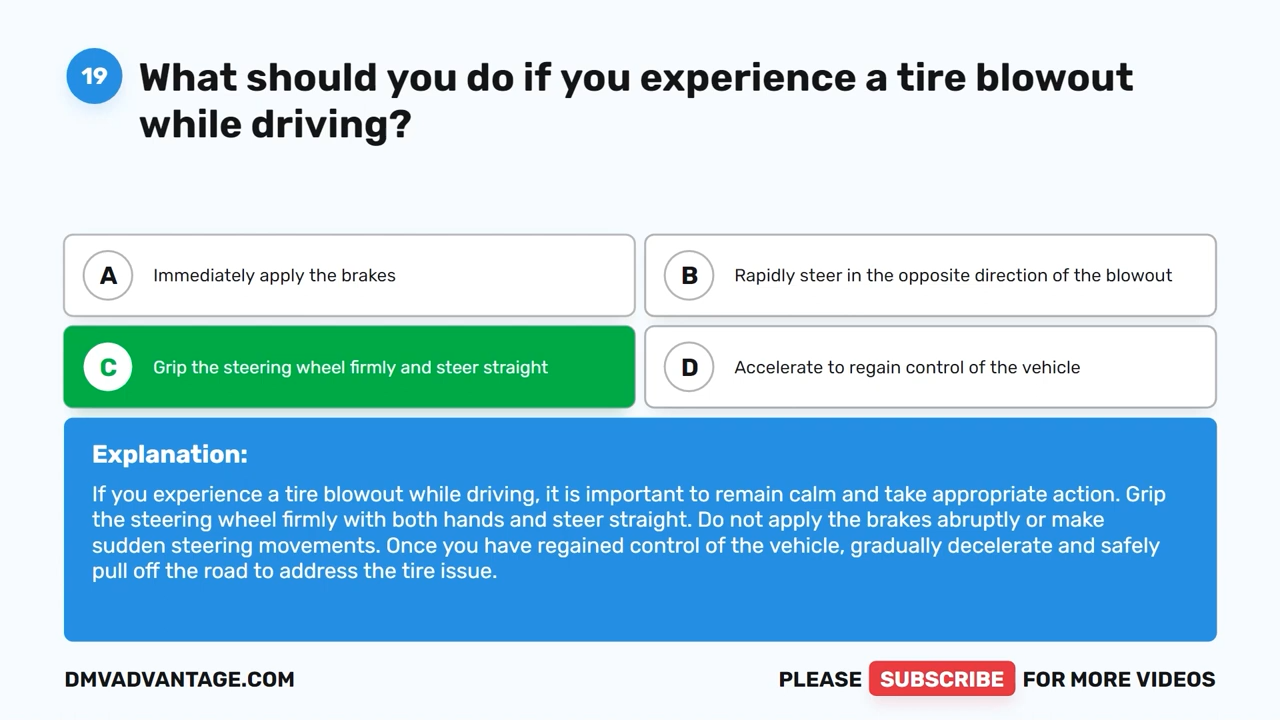 19
What should you do if you experience a tire blowout
while driving?
A Immediately apply the brakes
B Rapidly steer in the opposite direction of the blowout
C Grip the steering wheel firmly and steer straight
D Accelerate to regain control of the vehicle
Explanation:
If you experience a tire blowout while driving, it is important to remain calm and take appropriate action. Grip
the steering wheel firmly with both hands and steer straight. Do not apply the brakes abruptly or make
sudden steering movements. Once you have regained control of the vehicle, gradually decelerate and safely
pull off the road to address the tire issue.
DMVADVANTAGE.COM
PLEASE SUBSCRIBE FOR MORE VIDEOS